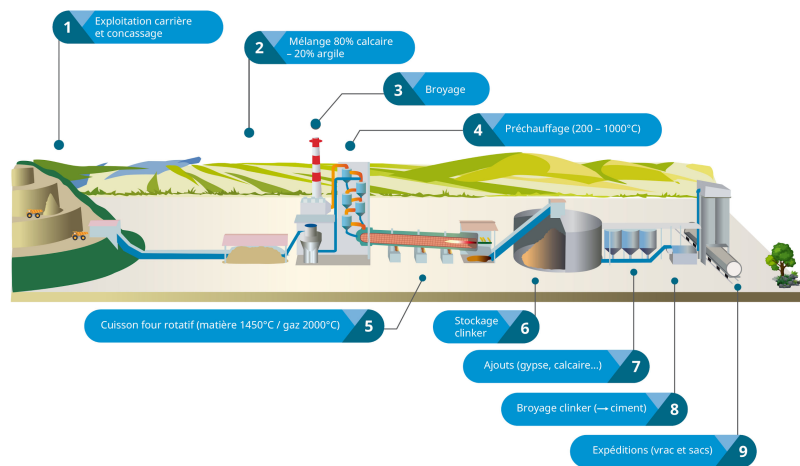 1
Exploitation carrière
et concassage
2
Mélange 80% calcaire
– 20% argile
3
Broyage
4
Préchauffage (200 – 1000°C)
Cuisson four rotatif (matière 1450°C / gaz 2000°C)
5
Stockage
clinker
6
Ajouts (gypse, calcaire...)
7
Broyage clinker (→ ciment)
8
Expéditions (vrac et sacs)
9